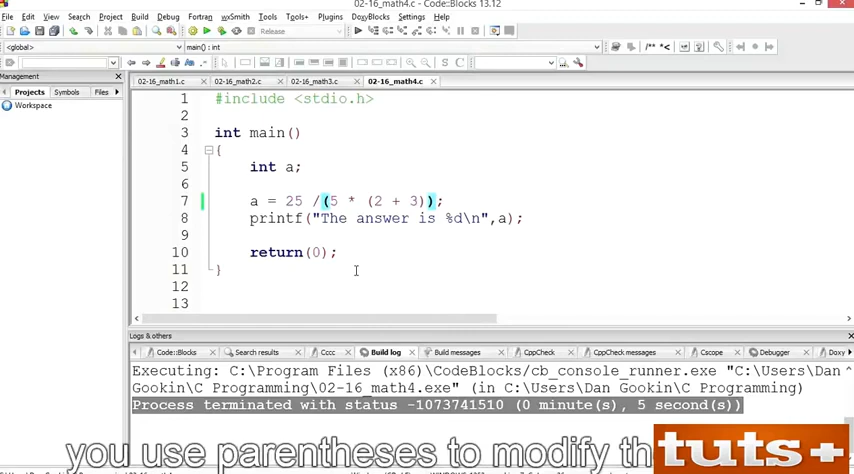 02-16_math4.c - Code::Blocks 13.12
File Edit View Search Project Build Debug Fortran wxSmith Tools Tools+ Plugins DoxyBlocks Settings Help
Release
<global> main() : int
/** *<
S C
Management
Projects Symbols Files
Workspace
02-16_math1.c 02-16_math2.c 02-16_math3.c 02-16_math4.c
1 #include <stdio.h>
2
3 int main()
4 {
5 int a;
6
7 a = 25 /(5 * (2 + 3));
8 printf("The answer is %d\n",a);
9
10 return(0);
11 }
12
13
Logs & others
Code::Blocks Search results Cccc Build log Build messages CppCheck CppCheck messages Cscope Debugger Doxy
Executing: C:\Program Files (x86)\CodeBlocks/cb_console_runner.exe "C:\Users\Dan
Gookin\C Programming\02-16_math4.exe" (in C:\Users\Dan Gookin\C Programming)
Process terminated with status -1073741510 (0 minute(s), 5 second(s))
you use parentheses to modify
tuts+